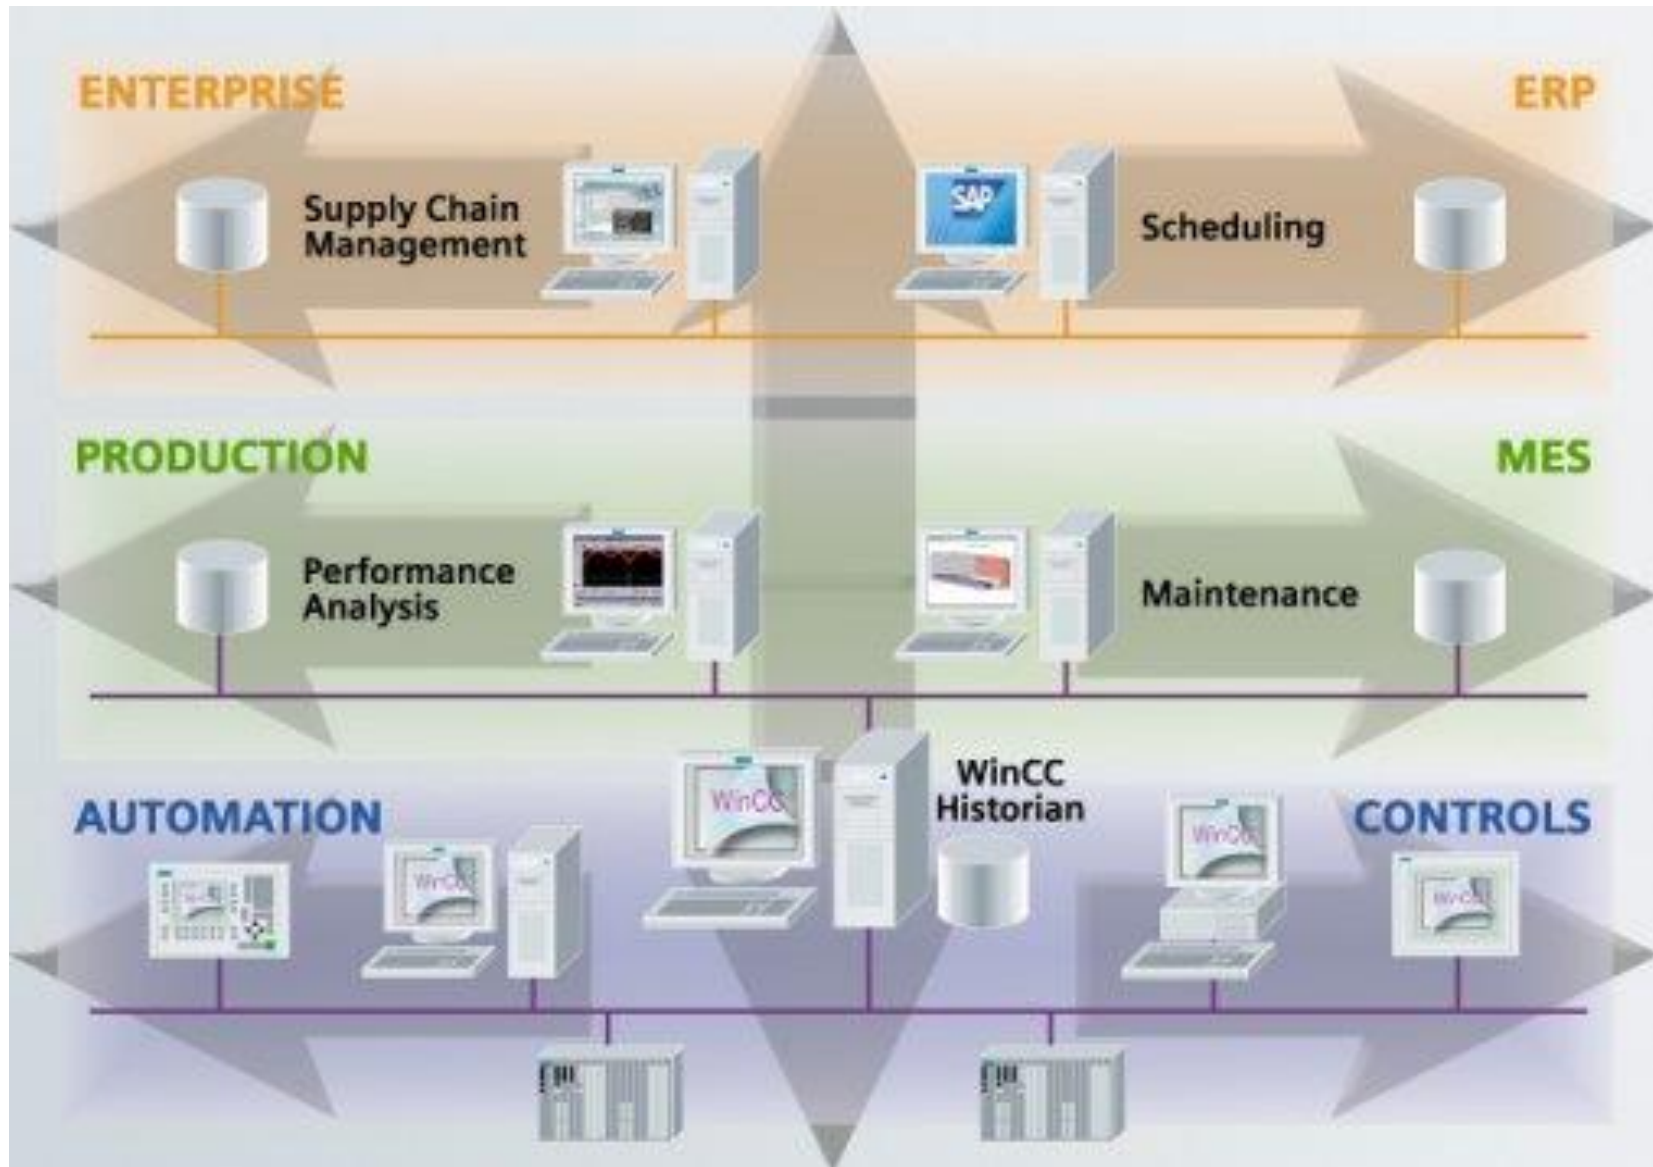 ENTERPRISE
ERP
Supply Chain
Management
SAP
Scheduling
PRODUCTION
MES
Performance
Analysis
Maintenance
WinCC
WinCC
Historian
AUTOMATION
CONTROLS
WinCC
WinCC
WinCC